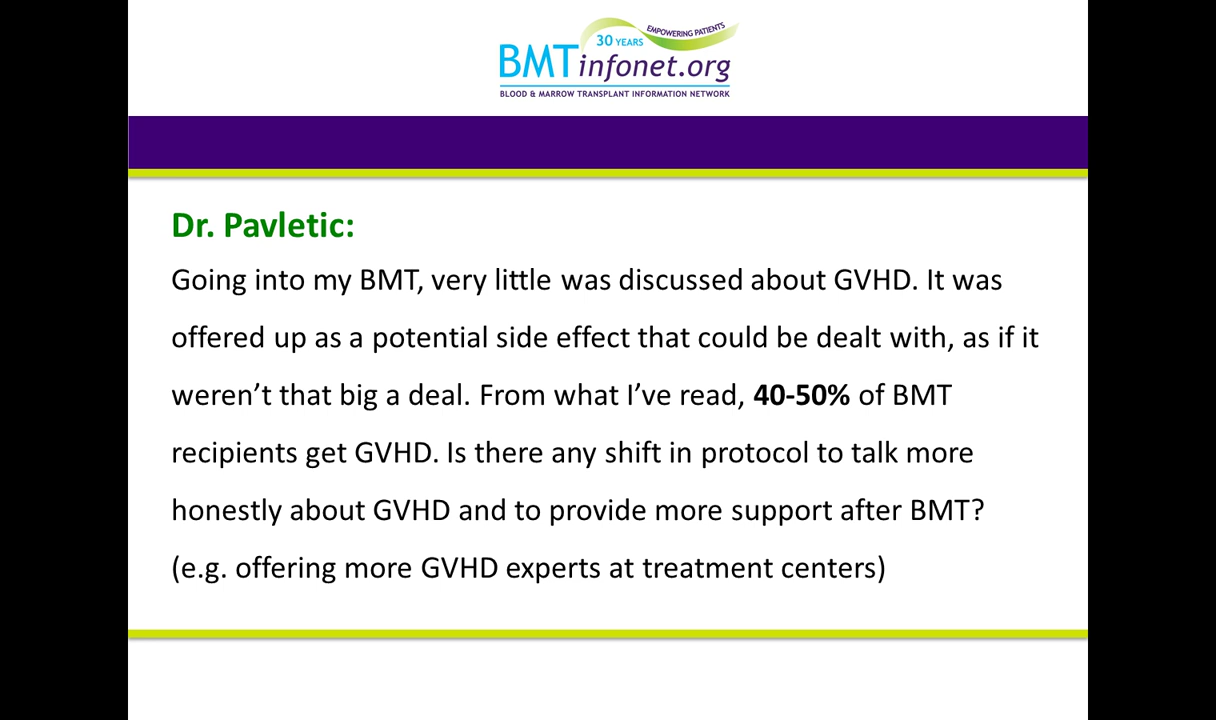 EMPOWERING PATIENTS
30 YEARS
BMTinfonet.org
BLOOD & MARROW TRANSPLANT INFORMATION NETWORK
Dr. Pavletic:
Going into my BMT, very little was discussed about GVHD. It was
offered up as a potential side effect that could be dealt with, as if it
weren’t that big a deal. From what I’ve read, 40-50% of BMT
recipients get GVHD. Is there any shift in protocol to talk more
honestly about GVHD and to provide more support after BMT?
(e.g. offering more GVHD experts at treatment centers)